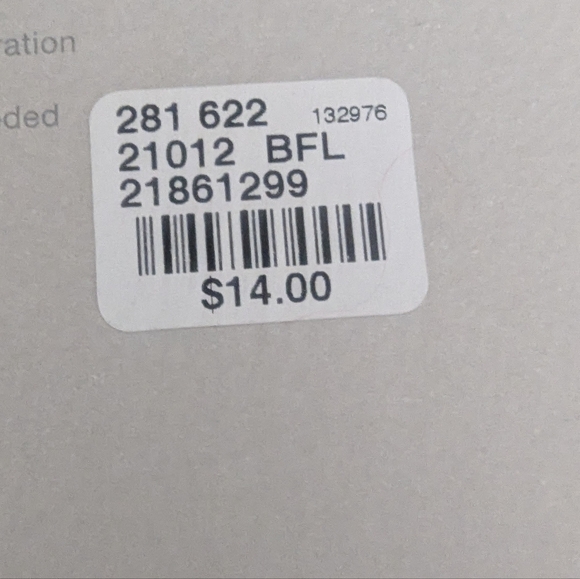 ration
ded
281 622 132976
21012 BFL
21861299
$14.00